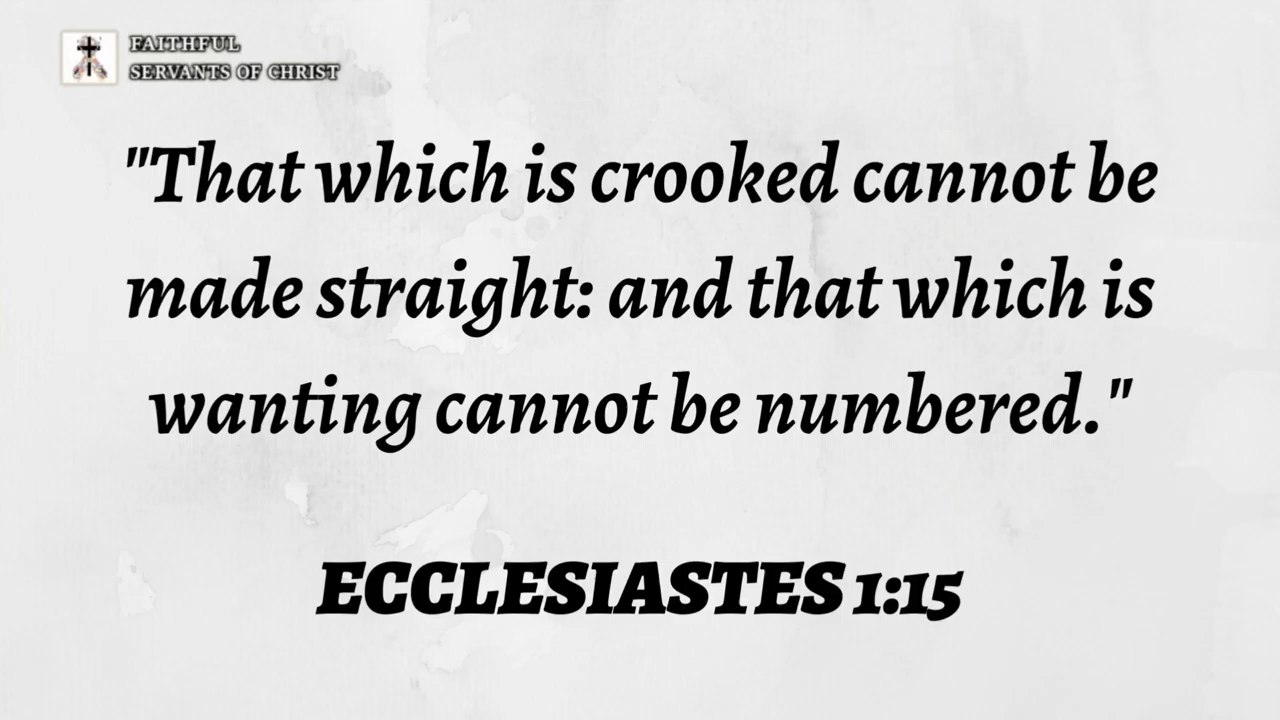 FAITHFUL
SERVANTS OF CHRIST
"That which is crooked cannot be
made straight: and that which is
wanting cannot be numbered."
ECCLESIASTES 1:15